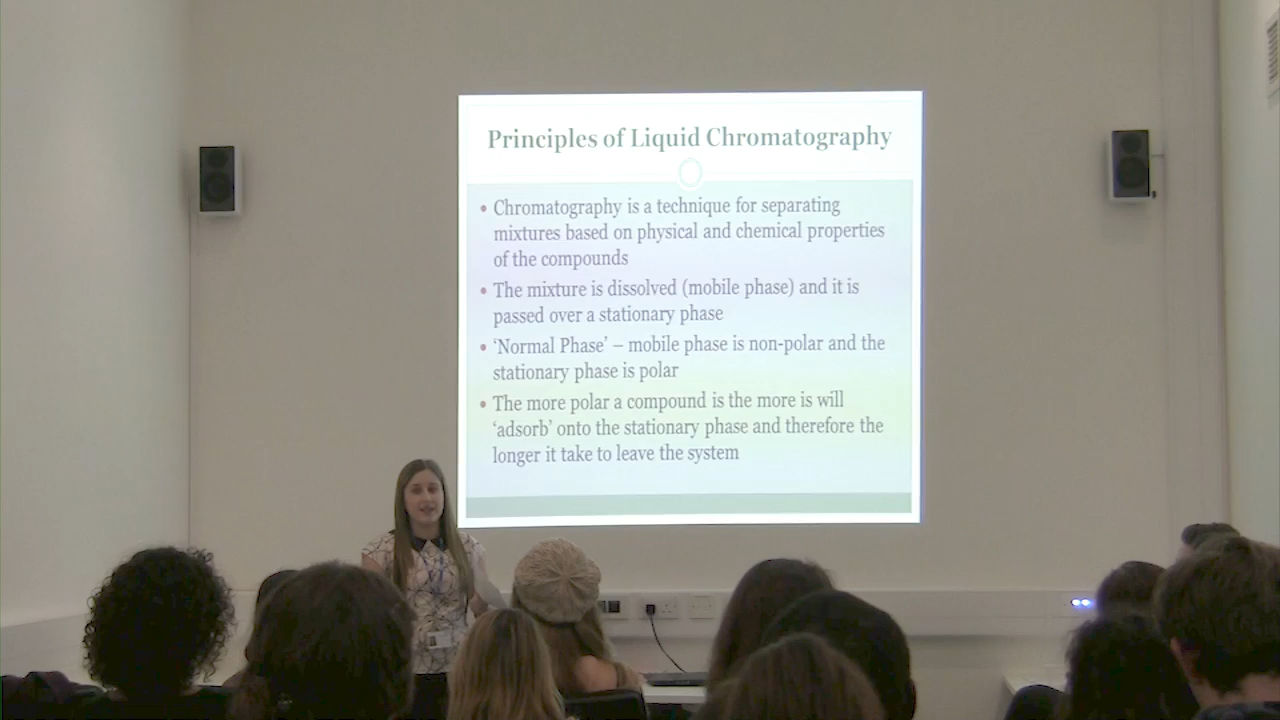 Principles of Liquid Chromatography
• Chromatography is a technique for separating
mixtures based on physical and chemical properties
of the compounds
• The mixture is dissolved (mobile phase) and it is
passed over a stationary phase
• ‘Normal Phase’ – mobile phase is non-polar and the
stationary phase is polar
• The more polar a compound is the more is will
‘adsorb’ onto the stationary phase and therefore the
longer it take to leave the system